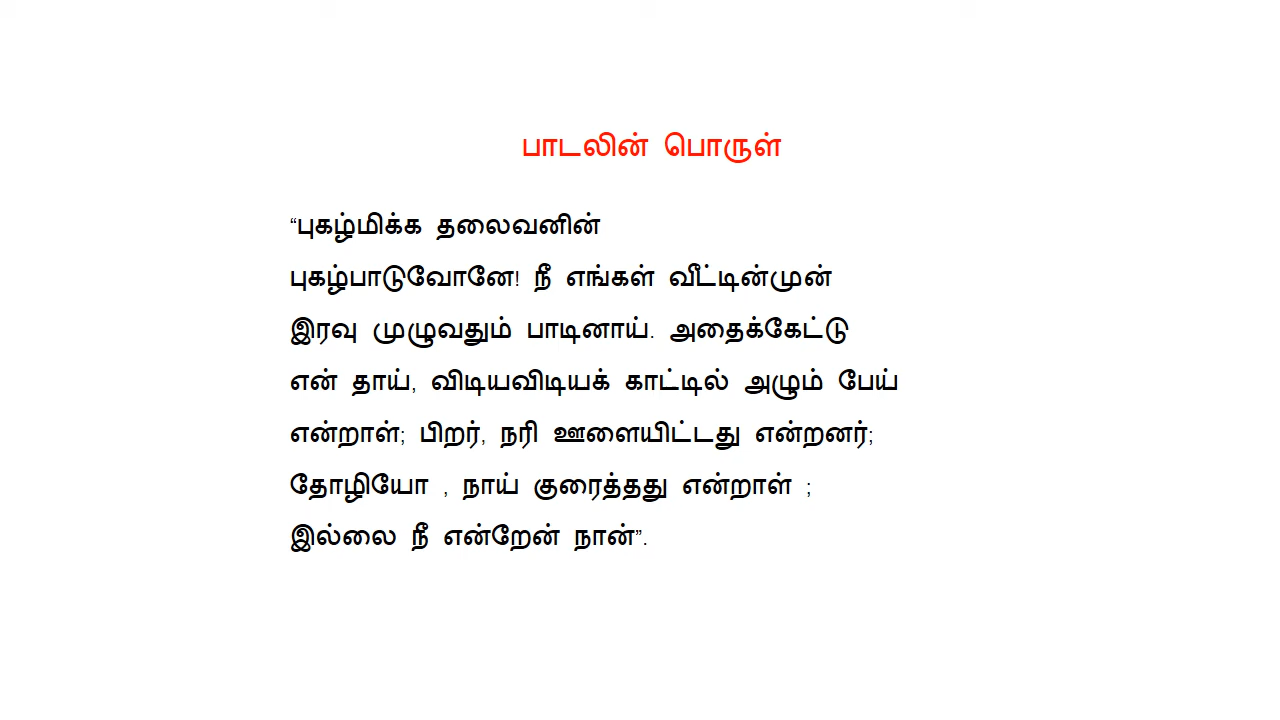 பாடலின் பொருள்
“புகழ்மிக்க தலைவனின்
புகழ்பாடுவோனே! நீ எங்கள் வீட்டின்முன்
இரவு முழுவதும் பாடினாய். அதைக்கேட்டு
என் தாய், விடியவிடியக் காட்டில் அழும் பேய்
என்றாள்; பிறர், நரி ஊளையிட்டது என்றனர்;
தோழியோ , நாய் குரைத்தது என்றாள் ;
இல்லை நீ என்றேன் நான்”.